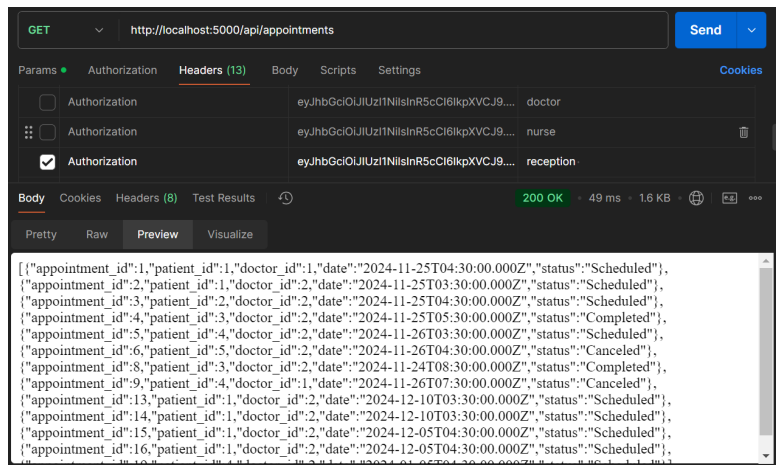 GET http://localhost:5000/api/appointments Send
Params Authorization Headers (13) Body Scripts Settings Cookies
Authorization eyJhbGciOiJIUzI1NiIsInR5cCI6IkpXVCJ9.... doctor
Authorization eyJhbGciOiJIUzI1NiIsInR5cCI6IkpXVCJ9.... nurse
Authorization eyJhbGciOiJIUzI1NiIsInR5cCI6IkpXVCJ9.... reception
Body Cookies Headers (8) Test Results 200 OK 49 ms 1.6 KB e.g.
Pretty Raw Preview Visualize
[{"appointment_id":1,"patient_id":1,"doctor_id":1,"date":"2024-11-25T04:30:00.000Z","status":"Scheduled"},
{"appointment_id":2,"patient_id":1,"doctor_id":2,"date":"2024-11-25T03:30:00.000Z","status":"Scheduled"},
{"appointment_id":3,"patient_id":2,"doctor_id":2,"date":"2024-11-25T04:30:00.000Z","status":"Scheduled"},
{"appointment_id":4,"patient_id":3,"doctor_id":2,"date":"2024-11-25T05:30:00.000Z","status":"Completed"},
{"appointment_id":5,"patient_id":4,"doctor_id":2,"date":"2024-11-26T03:30:00.000Z","status":"Scheduled"},
{"appointment_id":6,"patient_id":5,"doctor_id":2,"date":"2024-11-26T04:30:00.000Z","status":"Canceled"},
{"appointment_id":8,"patient_id":3,"doctor_id":2,"date":"2024-11-24T08:30:00.000Z","status":"Completed"},
{"appointment_id":9,"patient_id":4,"doctor_id":1,"date":"2024-11-26T07:30:00.000Z","status":"Canceled"},
{"appointment_id":13,"patient_id":1,"doctor_id":2,"date":"2024-12-10T03:30:00.000Z","status":"Scheduled"},
{"appointment_id":14,"patient_id":1,"doctor_id":2,"date":"2024-12-10T03:30:00.000Z","status":"Scheduled"},
{"appointment_id":15,"patient_id":1,"doctor_id":2,"date":"2024-12-05T04:30:00.000Z","status":"Scheduled"},
{"appointment_id":16,"patient_id":1,"doctor_id":2,"date":"2024-12-05T04:30:00.000Z","status":"Scheduled"},